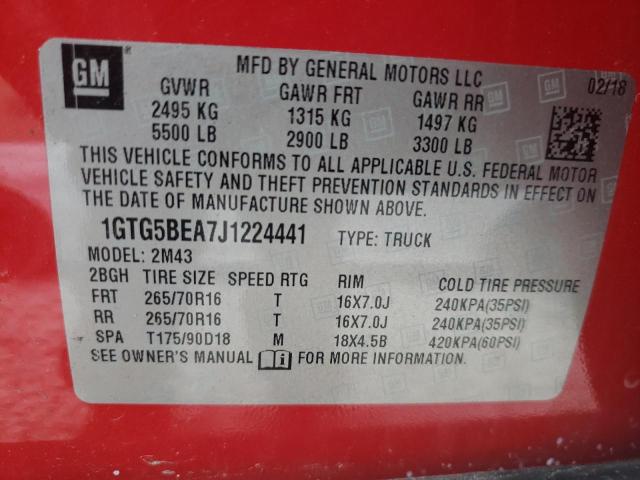 GM
®
MFD BY GENERAL MOTORS LLC
02/18
GVWR GAWR FRT GAWR RR
2495 KG 1315 KG 1497 KG
5500 LB 2900 LB 3300 LB
THIS VEHICLE CONFORMS TO ALL APPLICABLE U.S. FEDERAL MOTOR
VEHICLE SAFETY AND THEFT PREVENTION STANDARDS IN EFFECT ON
THE DATE OF MANUFACTURE SHOWN ABOVE.
1GTG5BEA7J1224441 TYPE: TRUCK
MODEL: 2M43
2BGH TIRE SIZE SPEED RTG RIM COLD TIRE PRESSURE
FRT 265/70R16 T 16X7.0J 240KPA(35PSI)
RR 265/70R16 T 16X7.0J 240KPA(35PSI)
SPA T175/90D18 M 18X4.5B 420KPA(60PSI)
SEE OWNER'S MANUAL FOR MORE INFORMATION.